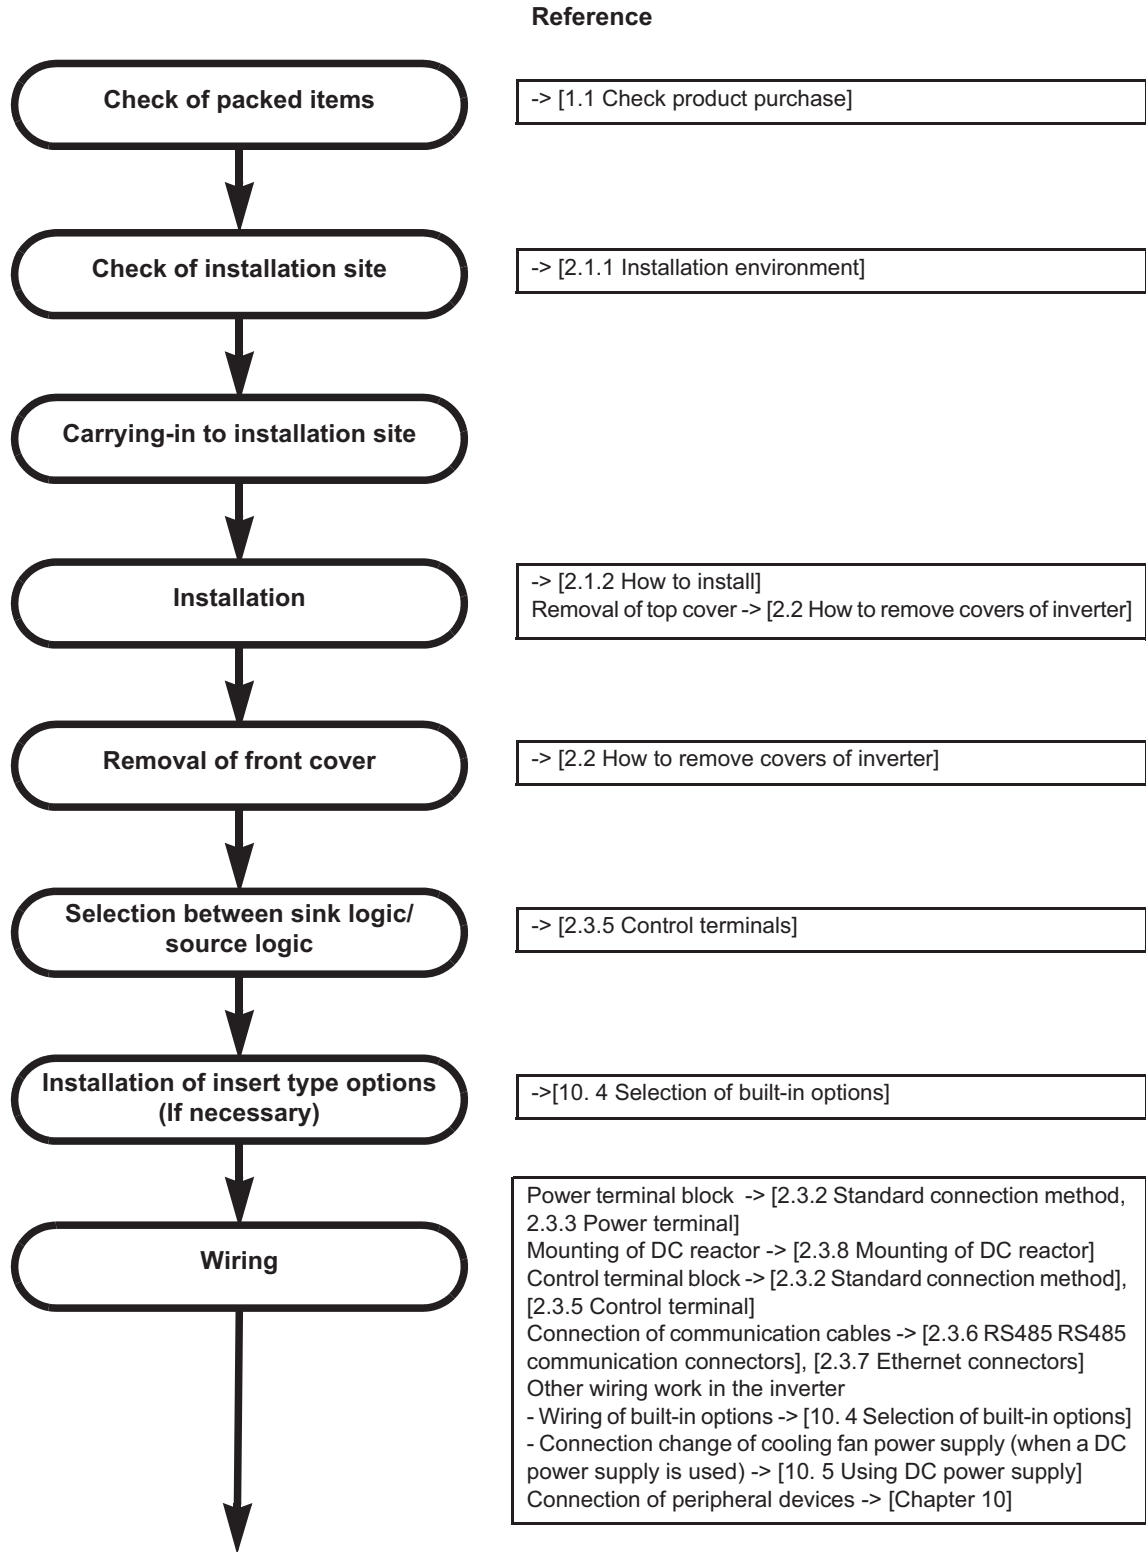 Reference
Check of packed items
-> [1.1 Check product purchase]
Check of installation site
-> [2.1.1 Installation environment]
Carrying-in to installation site
Installation
-> [2.1.2 How to install]
Removal of top cover -> [2.2 How to remove covers of inverter]
Removal of front cover
-> [2.2 How to remove covers of inverter]
Selection between sink logic/
source logic
-> [2.3.5 Control terminals]
Installation of insert type options
(If necessary)
->[10. 4 Selection of built-in options]
Wiring
Power terminal block -> [2.3.2 Standard connection method,
2.3.3 Power terminal]
Mounting of DC reactor -> [2.3.8 Mounting of DC reactor]
Control terminal block -> [2.3.2 Standard connection method],
[2.3.5 Control terminal]
Connection of communication cables -> [2.3.6 RS485 RS485
communication connectors], [2.3.7 Ethernet connectors]
Other wiring work in the inverter
- Wiring of built-in options -> [10. 4 Selection of built-in options]
- Connection change of cooling fan power supply (when a DC
power supply is used) -> [10. 5 Using DC power supply]
Connection of peripheral devices -> [Chapter 10]